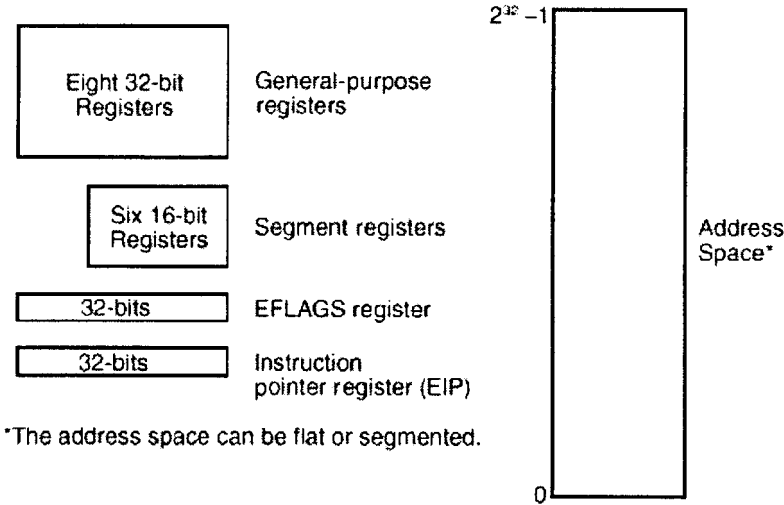 Eight 32-bit
Registers
General-purpose
registers
Six 16-bit
Registers
Segment registers
32-bits
EFLAGS register
32-bits
Instruction
pointer register (EIP)
*The address space can be flat or segmented.
2³² –1
Address
Space*
0